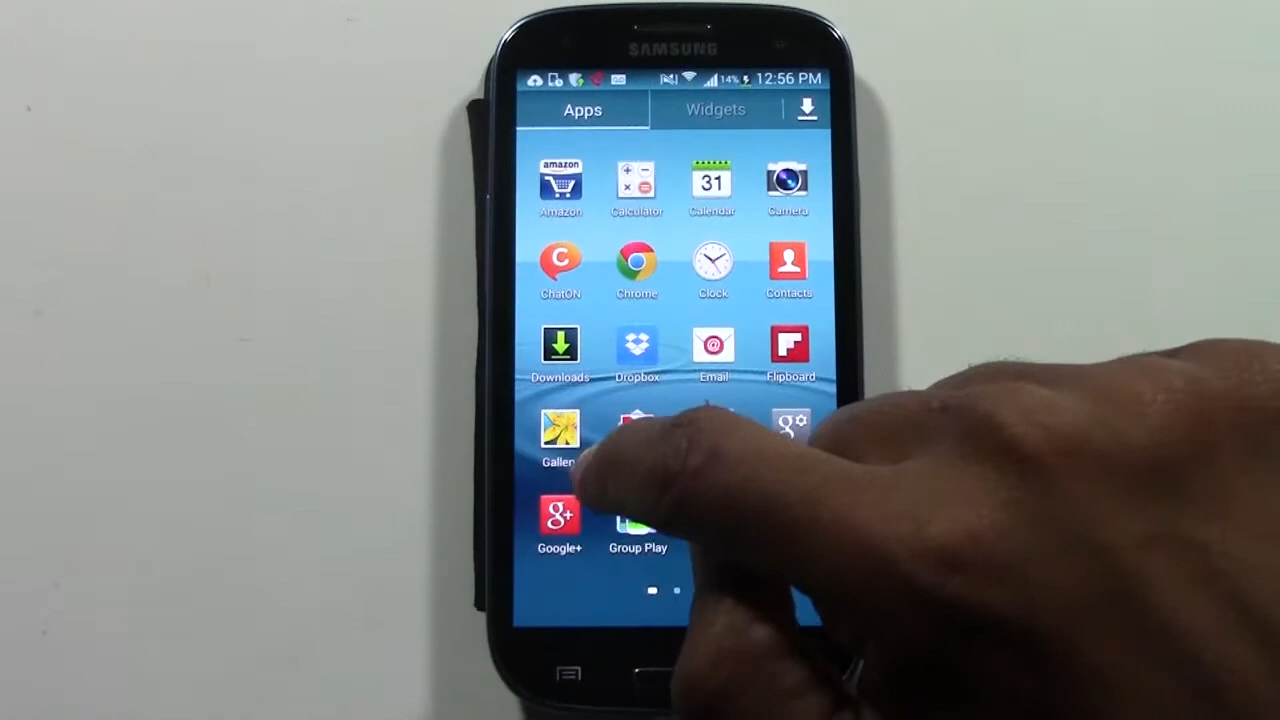 SAMSUNG
14% 12:56 PM
Apps Widgets
amazon
31
Amazon Calculator Calendar Camera
C
ChatON Chrome Clock Contacts
@
Downloads Dropbox Email Flipboard
g
Gallery
g+
Google+ Group Play